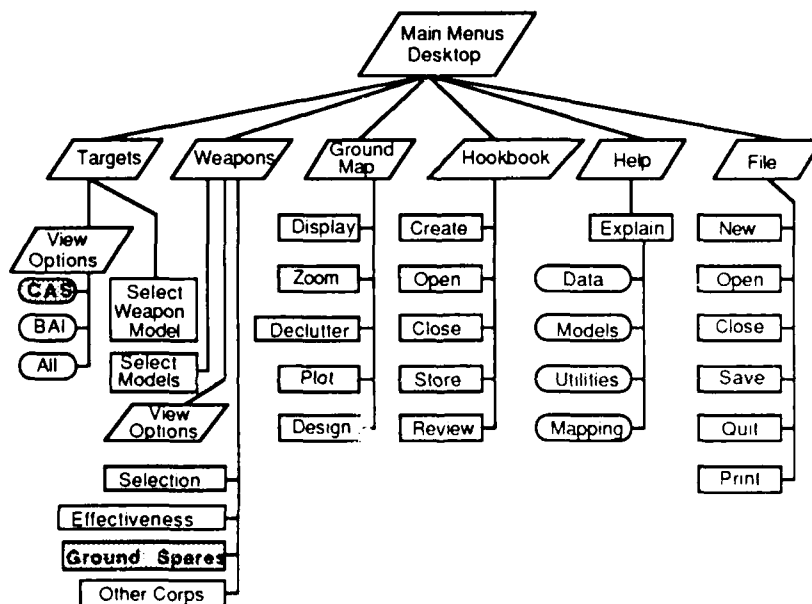 Main Menus
Desktop
Targets
Weapons
Ground
Map
Hookbook
Help
File
View
Options
CAS
BAI
All
Select
Weapon
Model
Select
Models
View
Options
Selection
Effectiveness
Ground Spares
Other Corps
Display
Zoom
Declutter
Plot
Design
Create
Open
Close
Store
Review
Explain
Data
Models
Utilities
Mapping
New
Open
Close
Save
Quit
Print